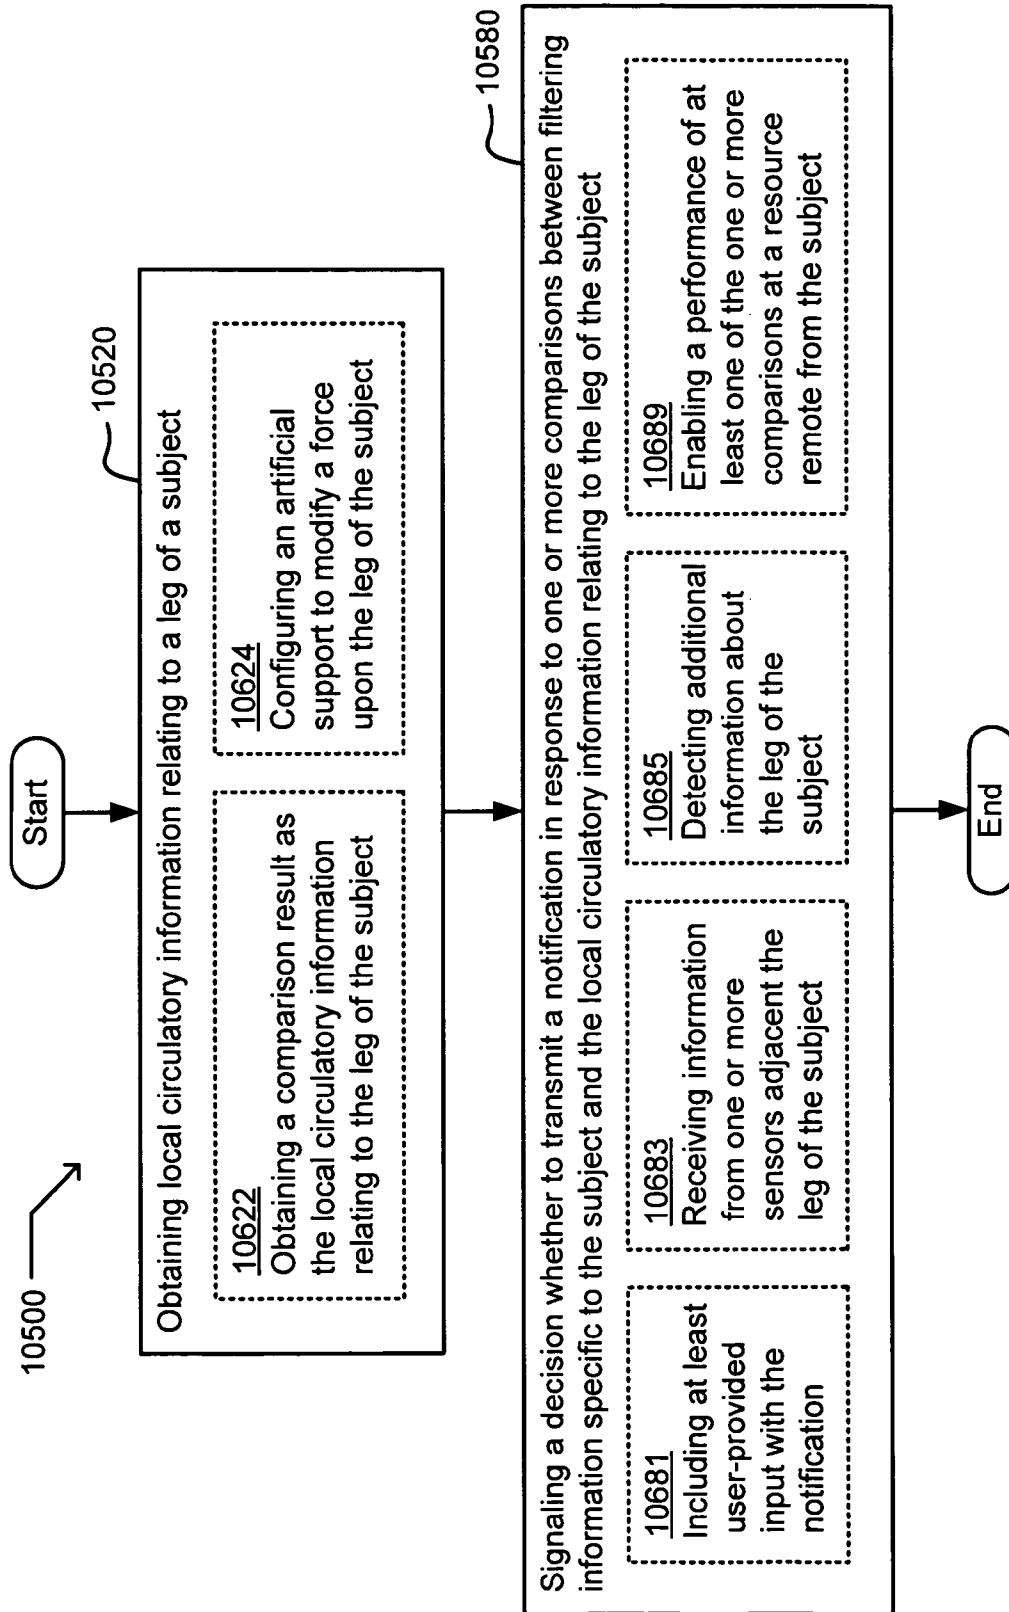 10500
Start
10520
Obtaining local circulatory information relating to a leg of a subject
10622
Obtaining a comparison result as
the local circulatory information
relating to the leg of the subject
10624
Configuring an artificial
support to modify a force
upon the leg of the subject
10580
Signaling a decision whether to transmit a notification in response to one or more comparisons between filtering
information specific to the subject and the local circulatory information relating to the leg of the subject
10681
Including at least
user-provided
input with the
notification
10683
Receiving information
from one or more
sensors adjacent the
leg of the subject
10685
Detecting additional
information about
the leg of the
subject
10689
Enabling a performance of at
least one of the one or more
comparisons at a resource
remote from the subject
End